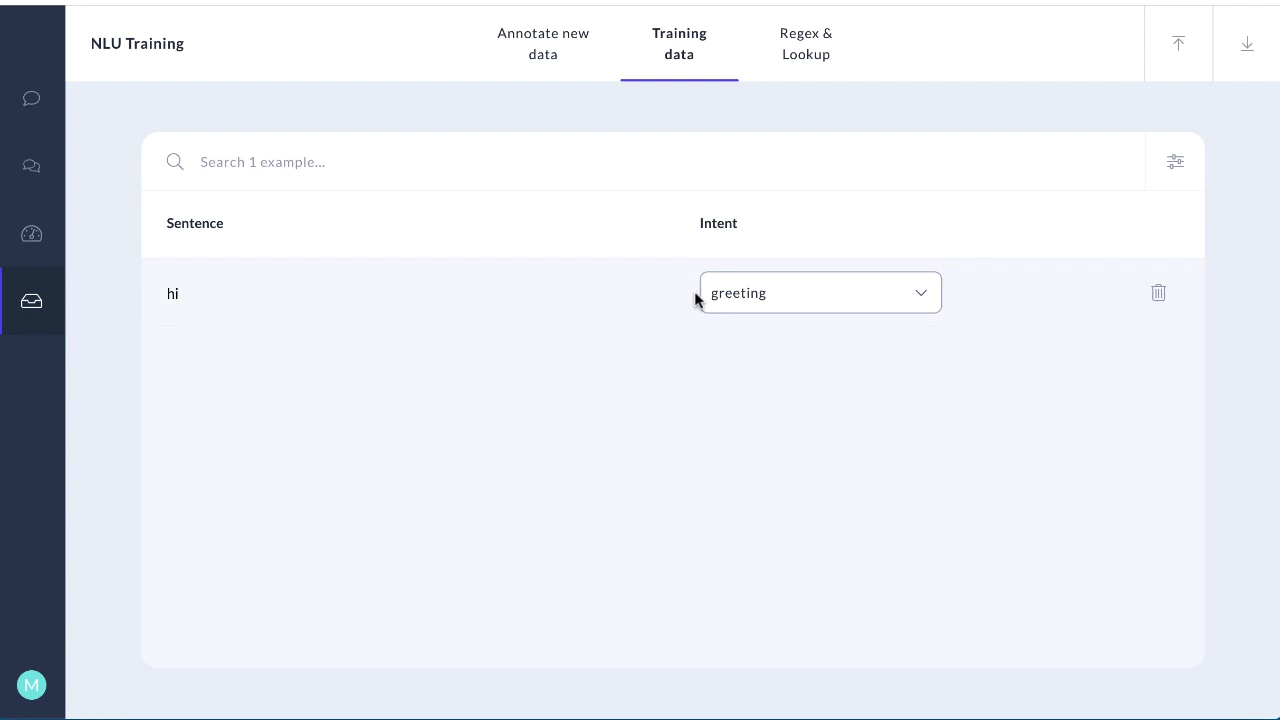 NLU Training
Annotate new
data
Training
data
Regex &
Lookup
Search 1 example...
Sentence
Intent
hi
greeting
M